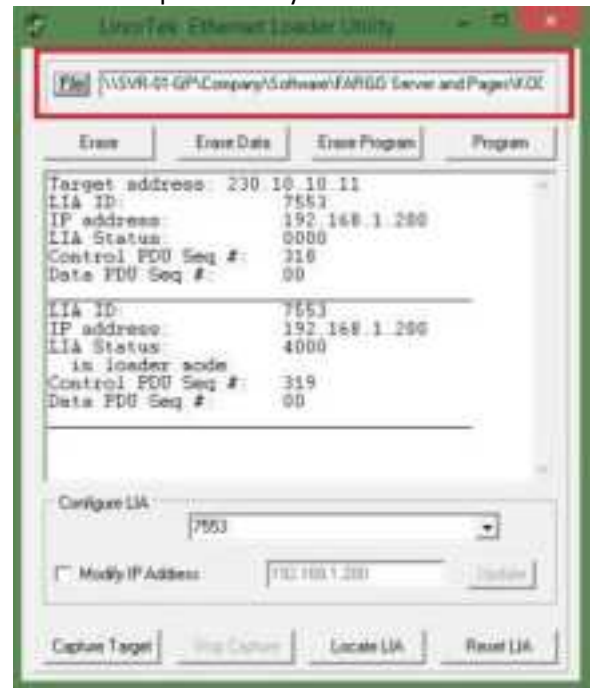 LincoTek Ethernet Loader Utility
File \\SVR-01-GP\Company\Software\FARGO Server and Pages\
Erase Erase Data Erase Program Program
Target address: 230.10.10.11
LIA ID: 7553
IP address: 192.168.1.200
LIA Status: 0000
Control PDU Seq #: 318
Data PDU Seq #: 00
LIA ID: 7553
IP address: 192.168.1.200
LIA Status: 4000
in loader mode
Control PDU Seq #: 319
Data PDU Seq #: 00
Configure LIA
7553
Modify IP Address 192.168.1.200 Update
Capture Target Stop Capture Locate LIA Reset LIA